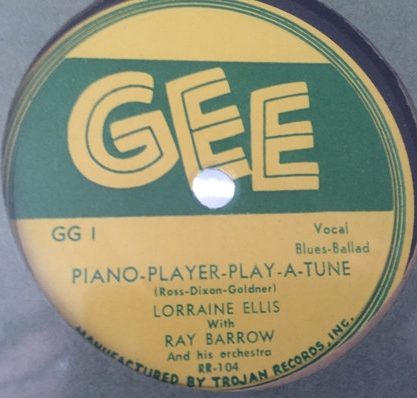 GEE
GG 1
Vocal
Blues-Ballad
PIANO-PLAYER-PLAY-A-TUNE
(Ross-Dixon-Goldner)
LORRAINE ELLIS
With
RAY BARROW
And his orchestra
RR-104
MANUFACTURED BY TROJAN RECORDS, INC.